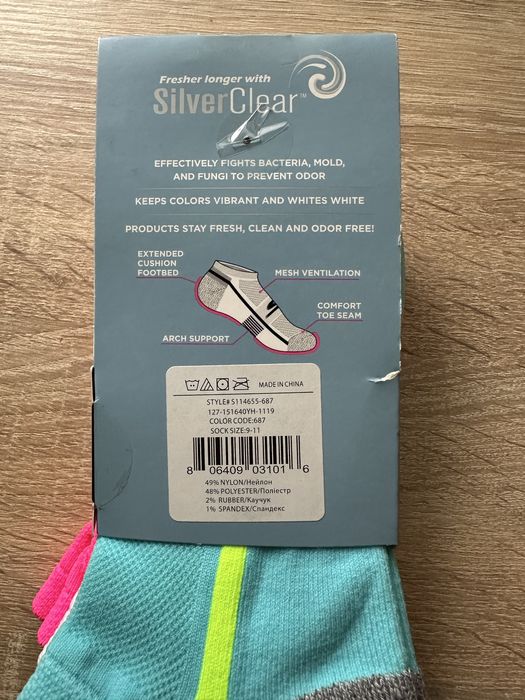 Fresher longer with
SilverClear™
EFFECTIVELY FIGHTS BACTERIA, MOLD,
AND FUNGI TO PREVENT ODOR
KEEPS COLORS VIBRANT AND WHITES WHITE
PRODUCTS STAY FRESH, CLEAN AND ODOR FREE!
EXTENDED
CUSHION
FOOTBED
MESH VENTILATION
COMFORT
TOE SEAM
ARCH SUPPORT
MADE IN CHINA
STYLE# S114655-687
127-151640YH-1119
COLOR CODE:687
SOCK SIZE:9-11
8 06409 03101 6
49% NYLON/Нейлон
48% POLYESTER/Поліестр
2% RUBBER/Каучук
1% SPANDEX/Спандекс